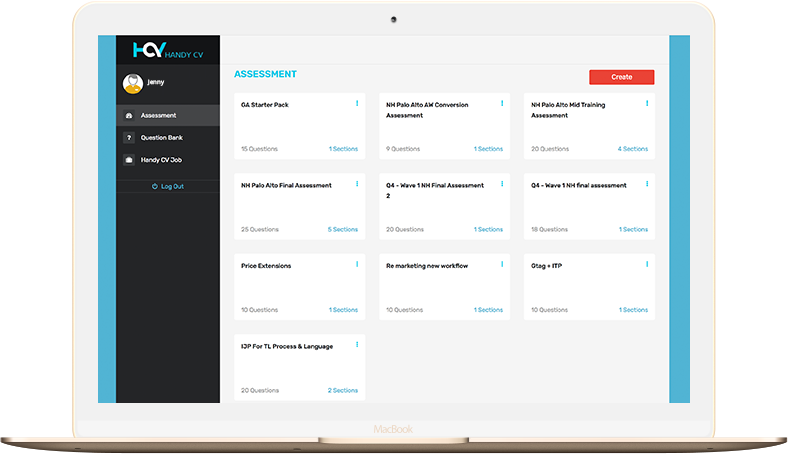 HCV HANDY CV
jenny
Assessment
Question Bank
Handy CV Job
Log Out
ASSESSMENT
Create
GA Starter Pack
15 Questions
1 Sections
NH Palo Alto AW Conversion
Assessment
9 Questions
1 Sections
NH Palo Alto Mid Training
Assessment
20 Questions
4 Sections
NH Palo Alto Final Assessment
25 Questions
5 Sections
Q4 - Wave 1 NH Final Assessment
2
20 Questions
1 Sections
Q4 - Wave 1 NH final assessment
18 Questions
1 Sections
Price Extensions
10 Questions
1 Sections
Re marketing new workflow
10 Questions
1 Sections
Gtag + ITP
10 Questions
1 Sections
IJP For TL Process & Language
20 Questions
2 Sections
MacBook